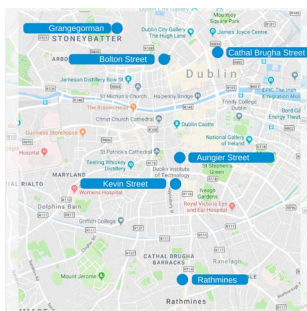 Grangegorman
STONEYBATTER
Dublin City Gallery
The Hugh Lane
Mountjoy
Square Park
James Joyce Centre
Cathal Brugha Street
Bolton Street
Jameson Distillery Bow St
Dublin
EPIC The Irish
St Michan's Church
Ha'penny Bridge
The Brazen Head
Trinity College
Dublin
Christ Church Cathedral
Dublin Castle
Guinness Storehouse
National Gallery
of Ireland
Hospital
St Patrick's Cathedral
Aungier Street
Teeling Whiskey
Distillery
St Stephen's
Green
Dublin Institute
of Technology
MARYLAND
RIALTO
Kevin Street
Womens Hospital
Iveagh
Gardens
Dolphins Barn
Royal Victoria Eye
and Ear Hospital
Griffith College
CATHAL BRUGHA
BARRACKS
Ranelagh
Mount Jerome
Rathmines
Rathmines